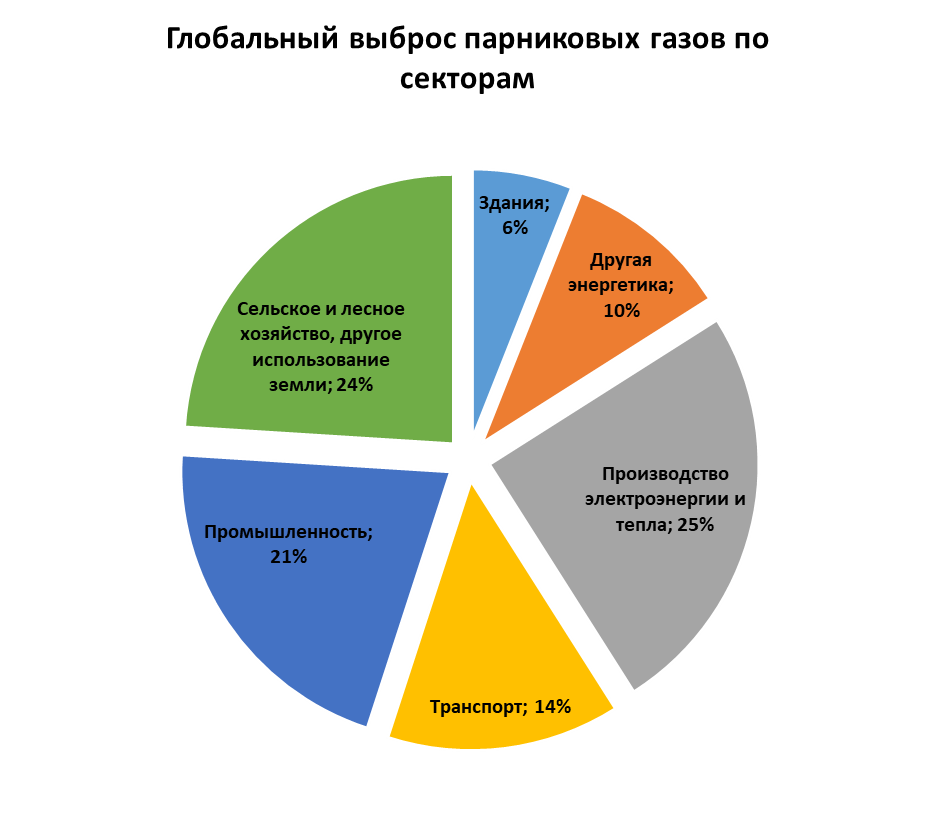 Глобальный выброс парниковых газов по
секторам
Здания;
6%
Другая
энергетика;
10%
Производство
электроэнергии и
тепла; 25%
Транспорт; 14%
Промышленность;
21%
Сельское и лесное
хозяйство, другое
использование
земли; 24%